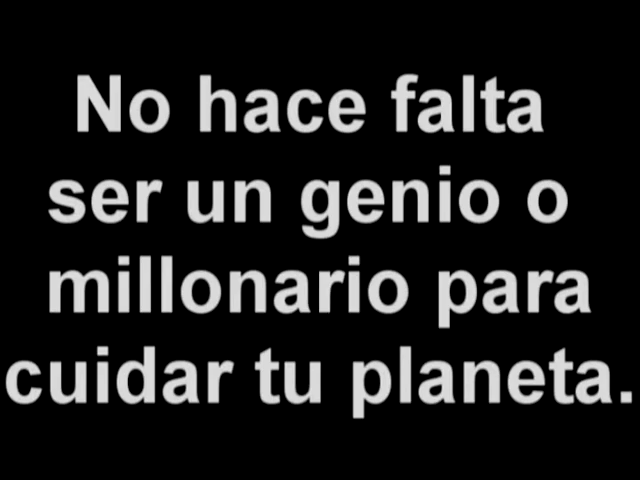 No hace falta
ser un genio o
millonario para
cuidar tu planeta.